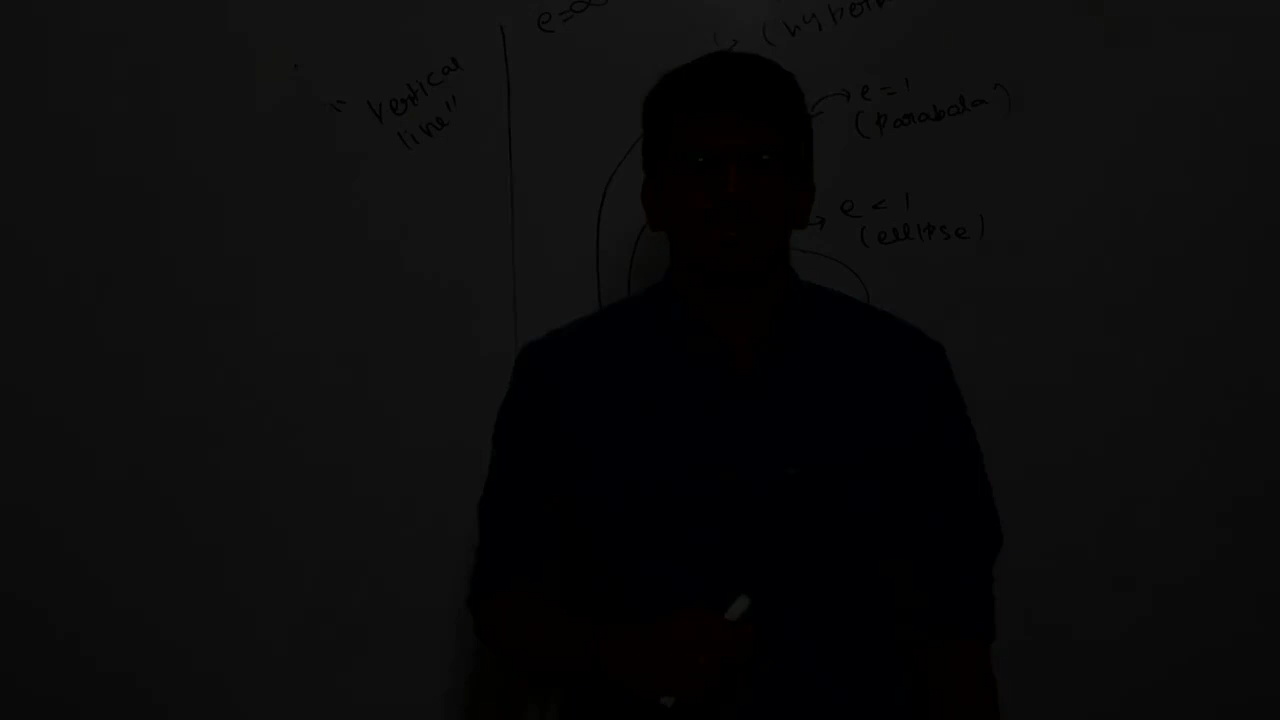 e=∞
"vertical
line"
e = 1
(parabola)
e < 1
(ellipse)